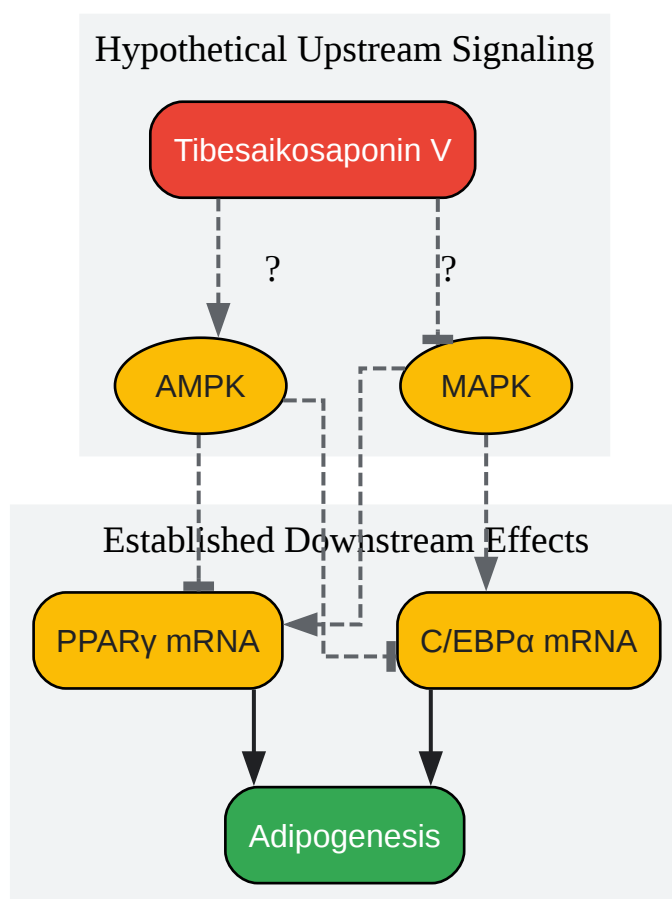 Hypothetical Upstream Signaling
Tibesaikosaponin V
?
?
AMPK
MAPK
Established Downstream Effects
PPARγ mRNA
C/EBPα mRNA
Adipogenesis